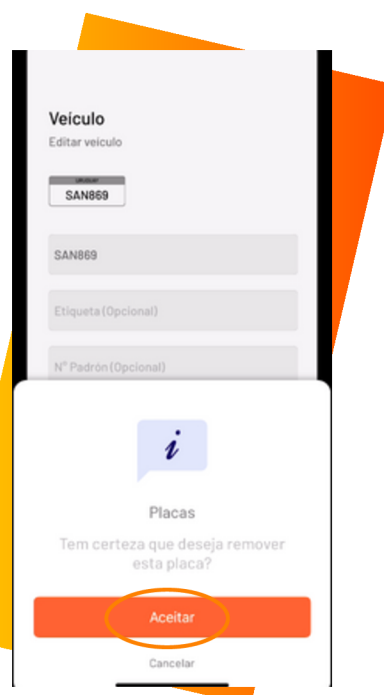 Veículo
Editar veículo
URUGUAY
SAN869
SAN869
Etiqueta (Opcional)
N° Padrón (Opcional)
i
Placas
Tem certeza que deseja remover
esta placa?
Aceitar
Cancelar